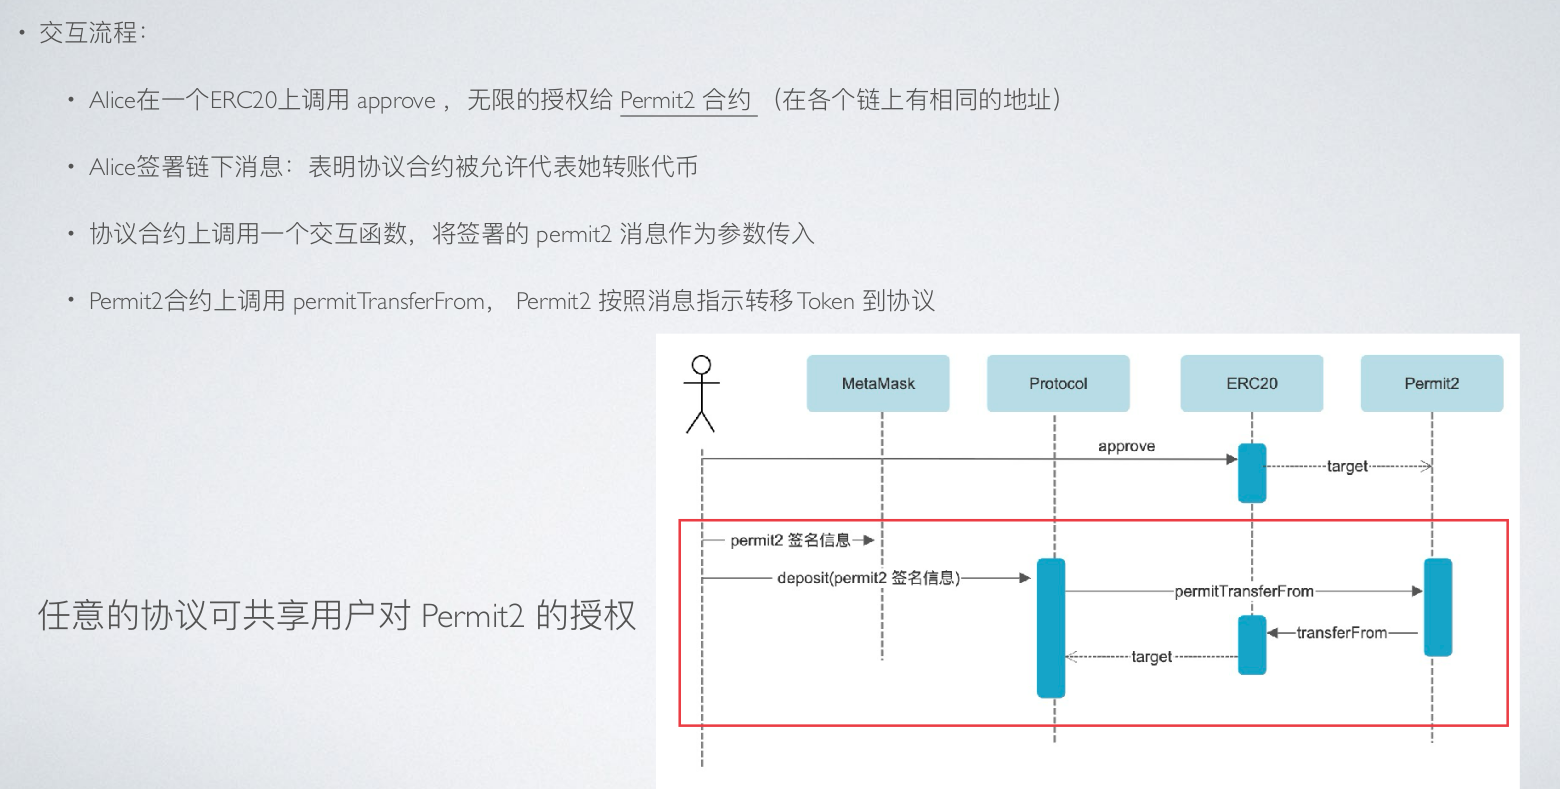 • 交互流程：
• Alice在一个ERC20上调用 approve ，无限的授权给 Permit2 合约 （在各个链上有相同的地址）
• Alice签署链下消息：表明协议合约被允许代表她转账代币
• 协议合约上调用一个交互函数，将签署的 permit2 消息作为参数传入
• Permit2合约上调用 permitTransferFrom， Permit2 按照消息指示转移 Token 到协议
MetaMask
Protocol
ERC20
Permit2
approve
target
permit2 签名信息
deposit(permit2 签名信息)
permitTransferFrom
transferFrom
target
任意的协议可共享用户对 Permit2 的授权